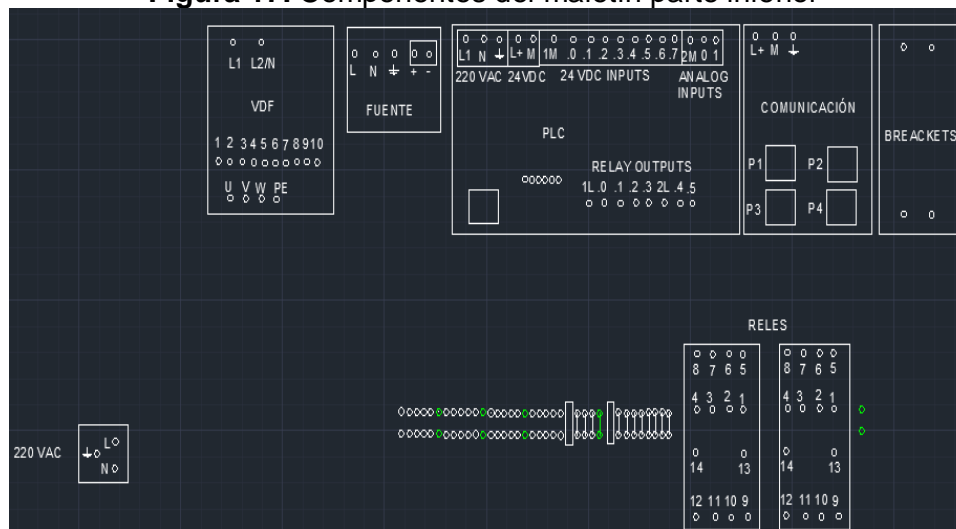 Figura 17. Componentes del maletín parte inferior
L1 L2/N
VDF
1 2 3 4 5 6 7 8 9 10
U V W PE
L N + -
FUENTE
L1 N L+ M 1M .0 .1 .2 .3 .4 .5 .6 .7 2M 0 1
220 VAC 24VDC 24 VDC INPUTS ANALOG INPUTS
PLC
RELAY OUTPUTS
1L .0 .1 .2 .3 2L .4 .5
L+ M
COMUNICACIÓN
P1 P2
P3 P4
BREACKETS
RELES
8 7 6 5
4 3 2 1
14 13
12 11 10 9
8 7 6 5
4 3 2 1
14 13
12 11 10 9
220 VAC
L
N